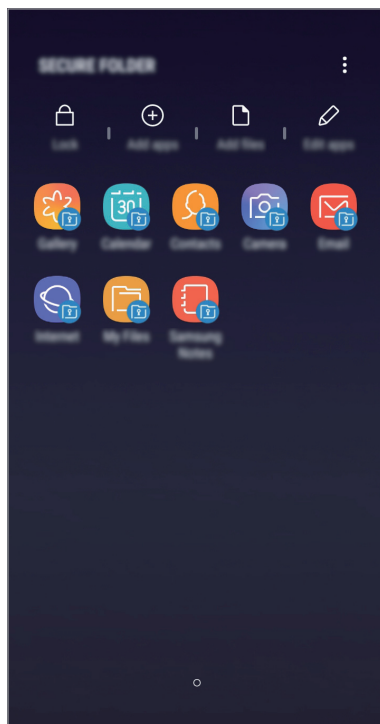 SECURE FOLDER
Lock
Add apps
Add files
Edit apps
30
Gallery
Calendar
Contacts
Camera
Email
Internet
My Files
Samsung
Notes